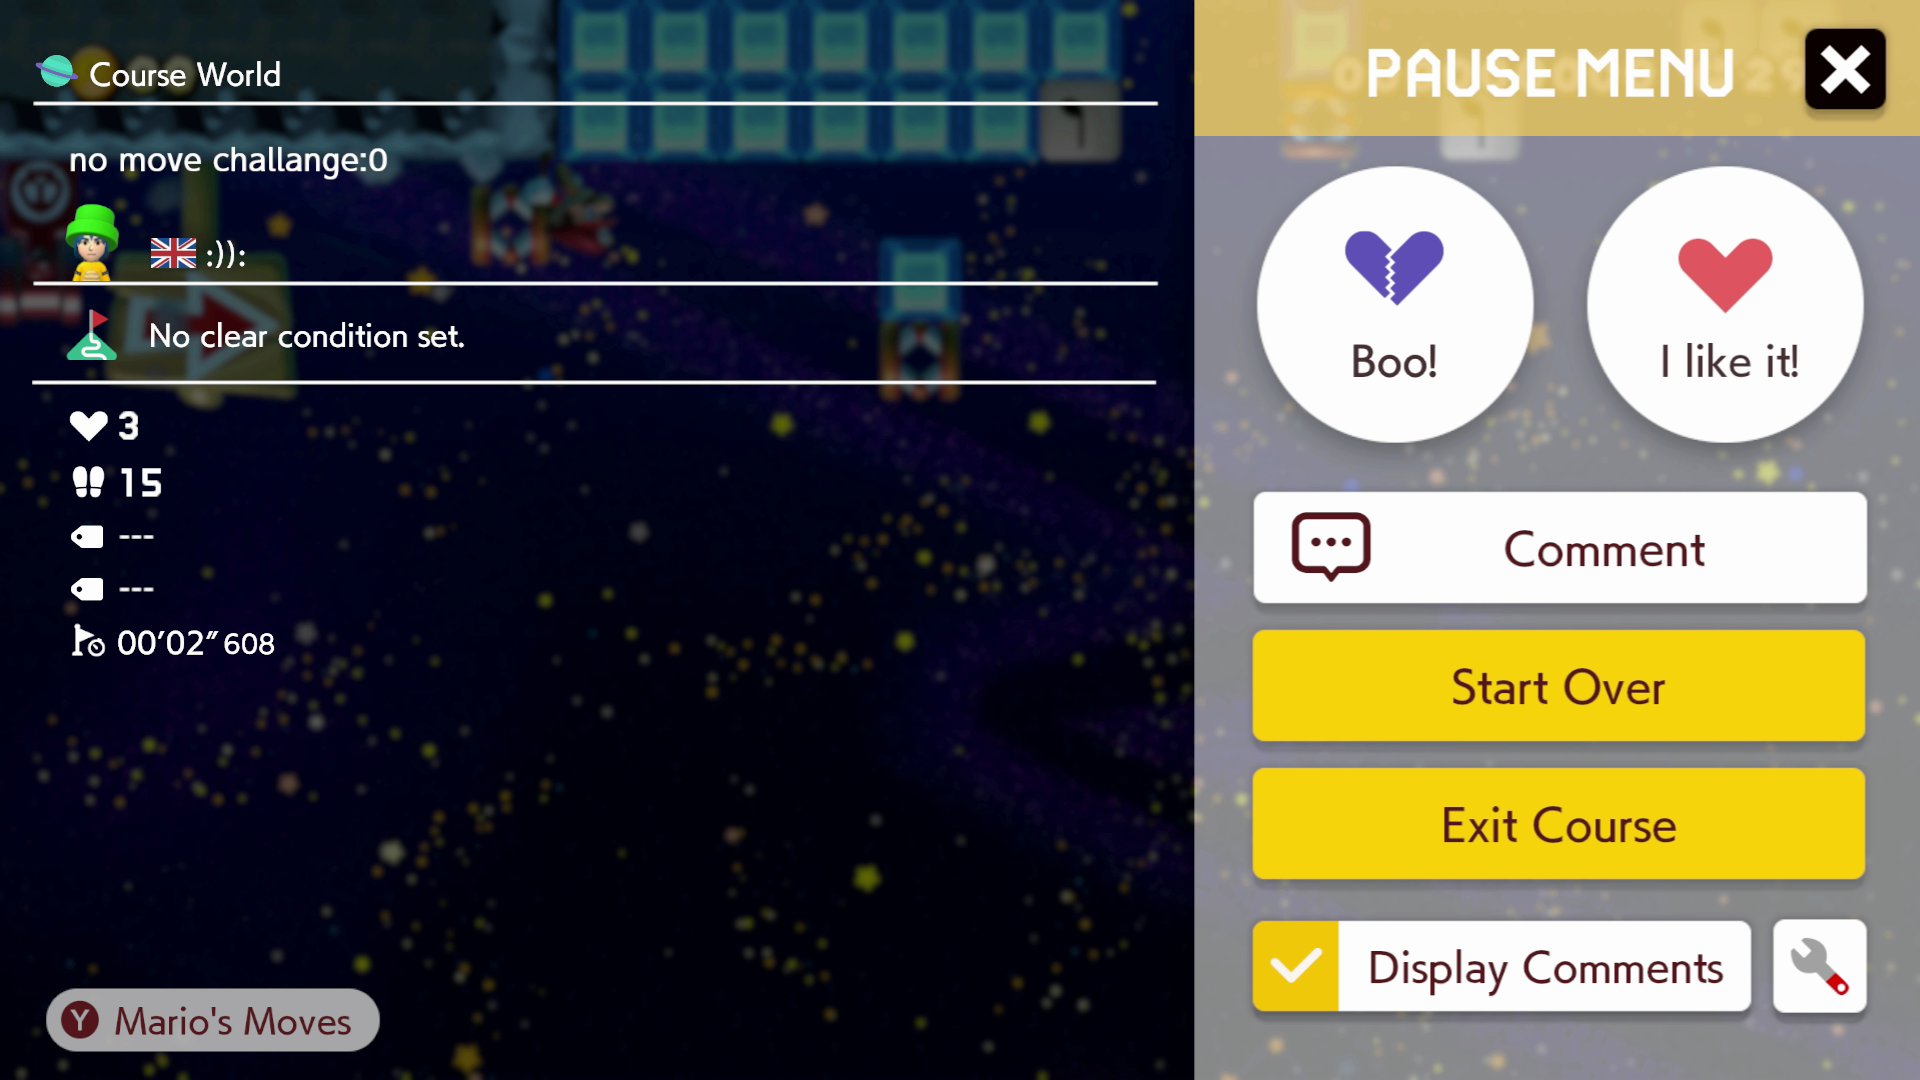 Course World
no move challange:0
:)):
No clear condition set.
3
15
---
---
00'02"608
Y Mario's Moves
PAUSE MENU
Boo!
I like it!
Comment
Start Over
Exit Course
Display Comments